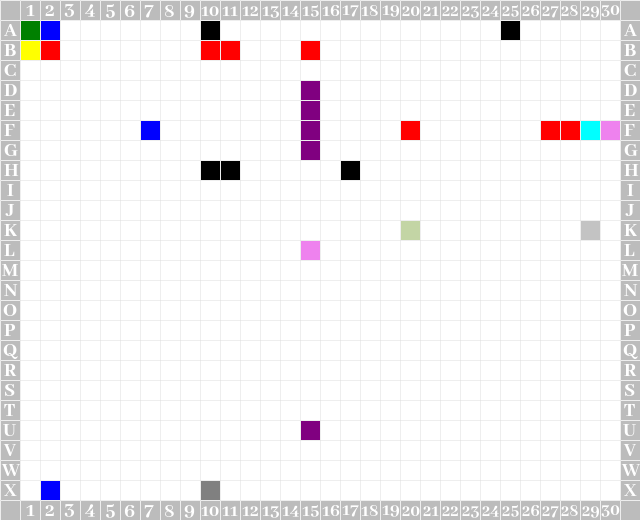 1 2 3 4 5 6 7 8 9 10 11 12 13 14 15 16 17 18 19 20 21 22 23 24 25 26 27 28 29 30
A A
B B
C C
D D
E E
F F
G G
H H
I I
J J
K K
L L
M M
N N
O O
P P
Q Q
R R
S S
T T
U U
V V
W W
X X
1 2 3 4 5 6 7 8 9 10 11 12 13 14 15 16 17 18 19 20 21 22 23 24 25 26 27 28 29 30